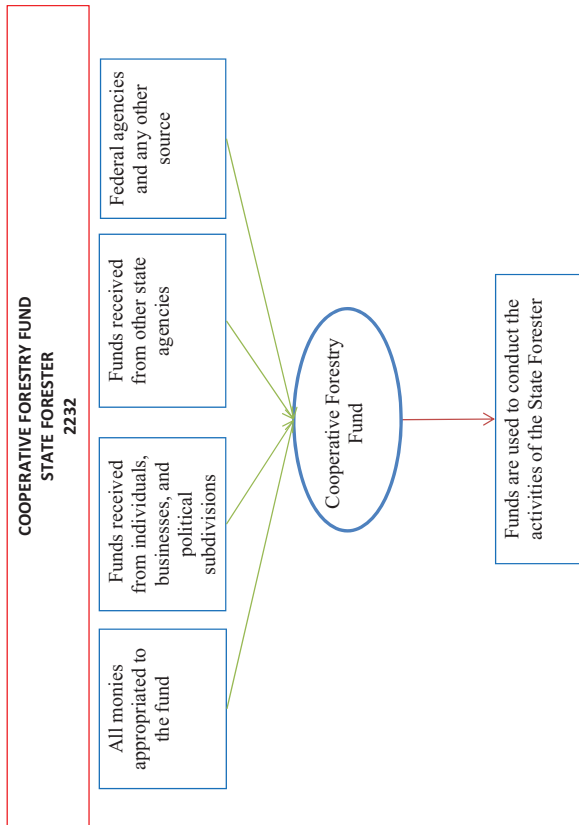 COOPERATIVE FORESTRY FUND
STATE FORESTER
2232
All monies
appropriated to
the fund
Funds received
from individuals,
businesses, and
political
subdivisions
Funds received
from other state
agencies
Federal agencies
and any other
source
Cooperative Forestry
Fund
Funds are used to conduct the
activities of the State Forester